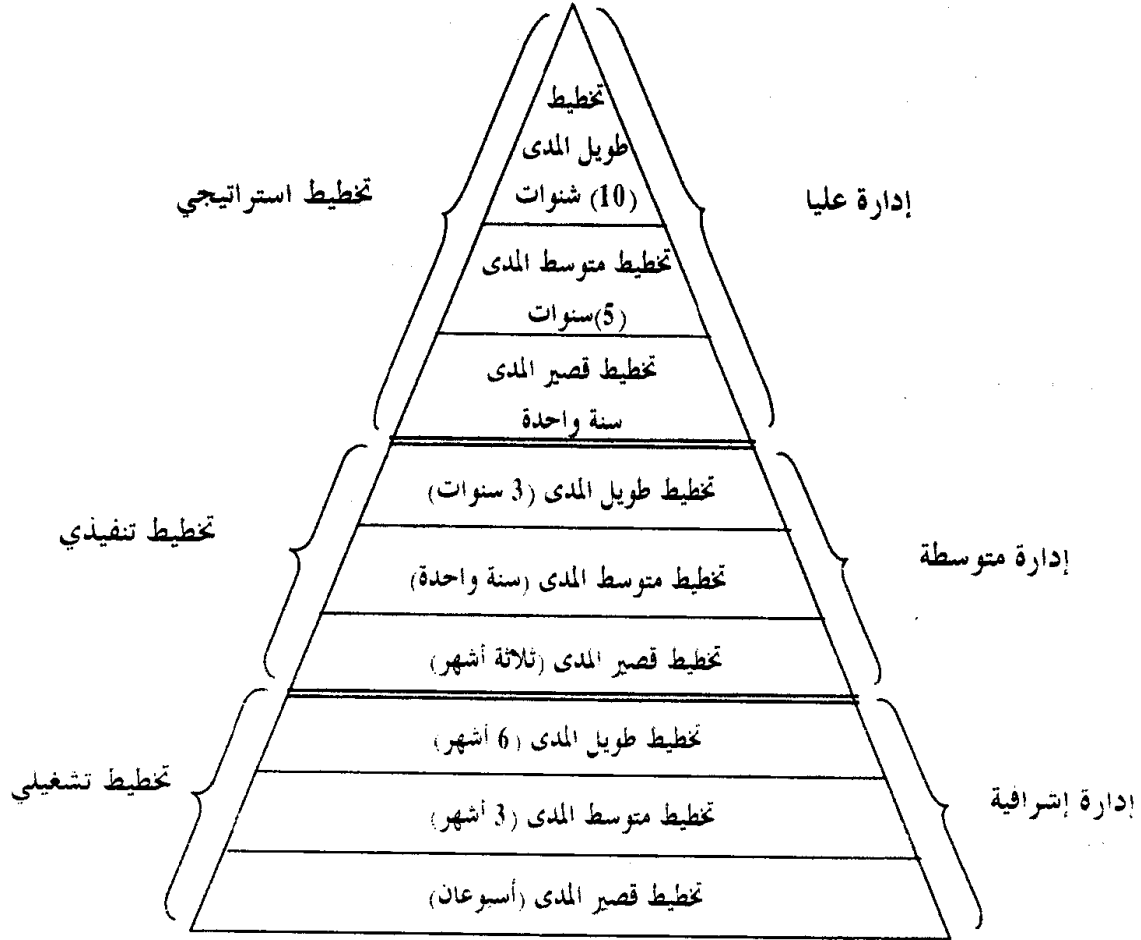 تخطيط
طويل المدى
(10) شنوات
تخطيط استراتيجي
إدارة عليا
تخطيط متوسط المدى
(5)سنوات
تخطيط قصير المدى
سنة واحدة
تخطيط طويل المدى (3 سنوات)
تخطيط تنفيذي
إدارة متوسطة
تخطيط متوسط المدى (سنة واحدة)
تخطيط قصير المدى (ثلاثة أشهر)
تخطيط طويل المدى (6 أشهر)
تخطيط تشغيلي
إدارة إشرافية
تخطيط متوسط المدى (3 أشهر)
تخطيط قصير المدى (أسبوعان)